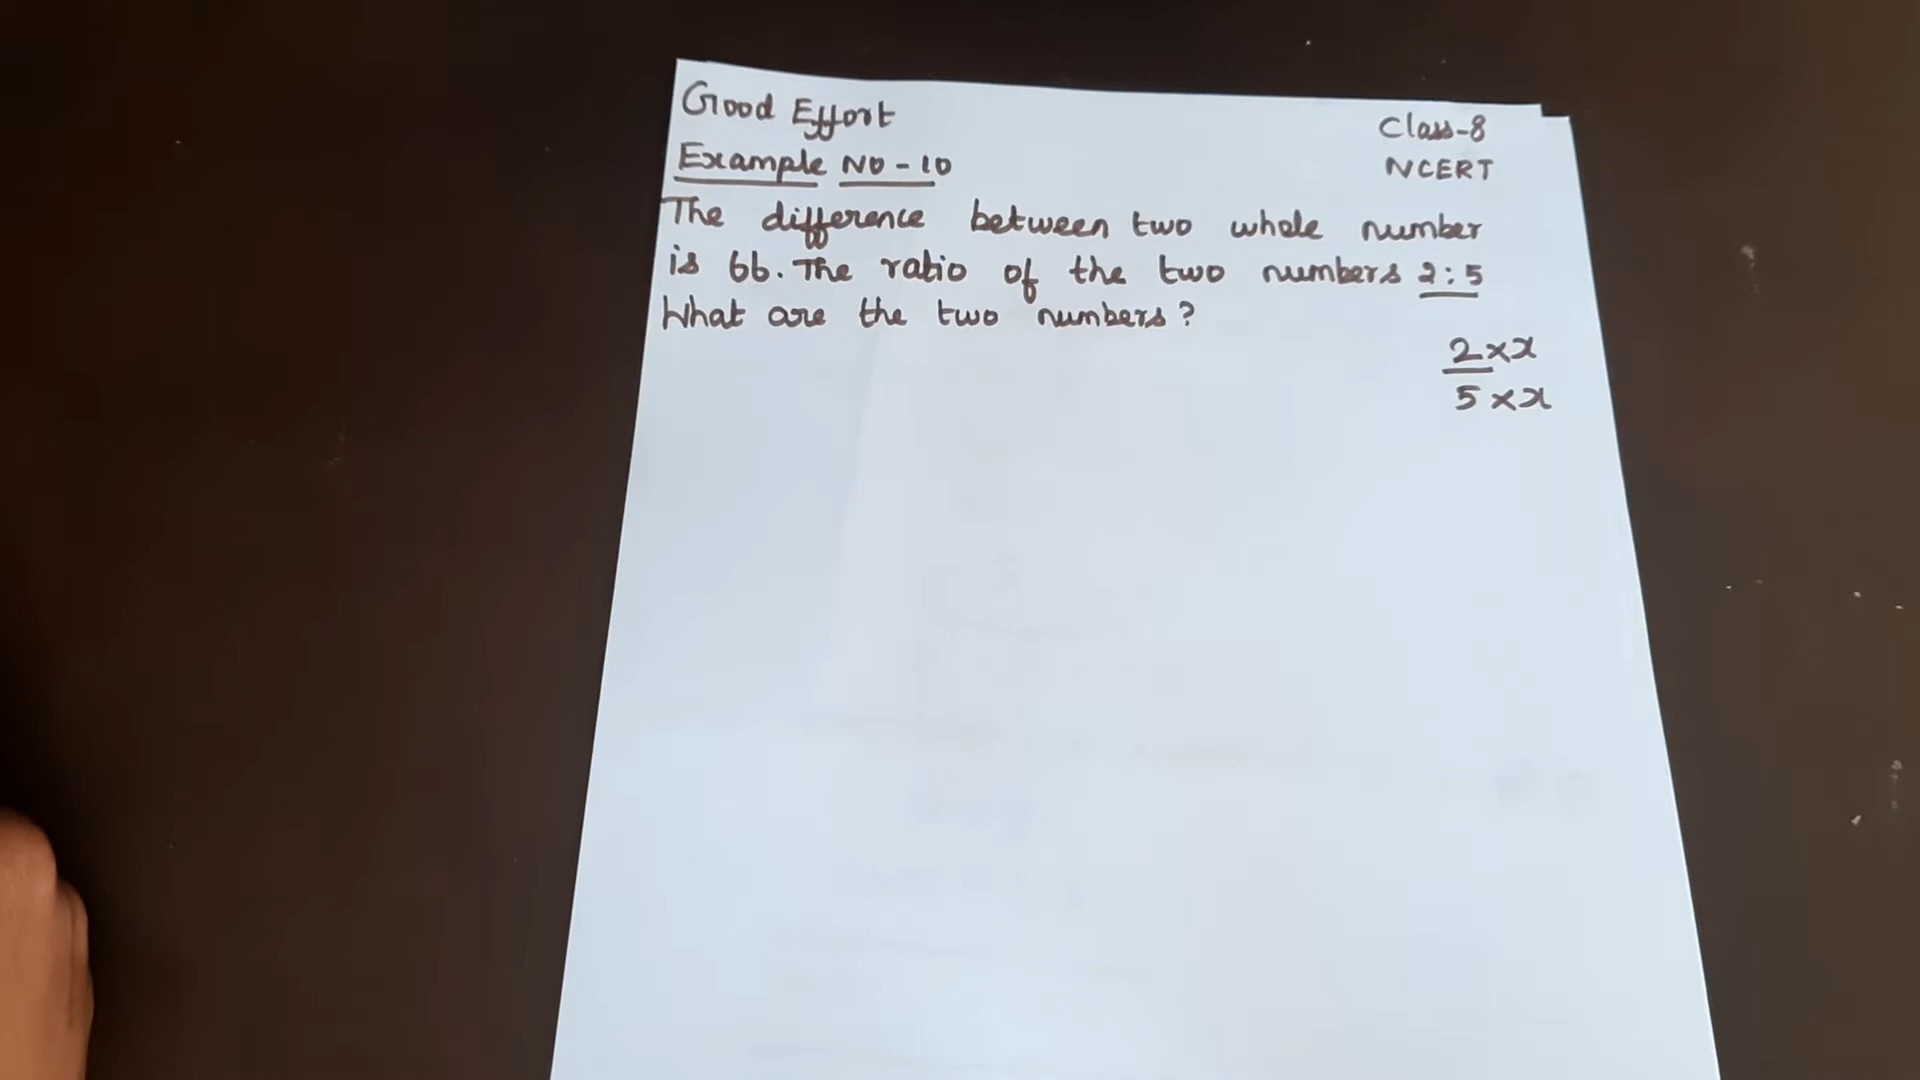 Good Effort
Class-8
Example No - 10
NCERT
The difference between two whole number
is 66. The ratio of the two numbers 2:5
What are the two numbers?
2×x
5×x